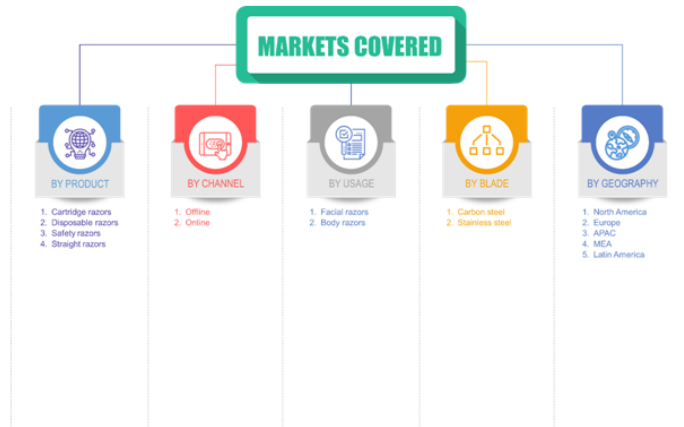 MARKETS COVERED
BY PRODUCT
1. Cartridge razors
2. Disposable razors
3. Safety razors
4. Straight razors
BY CHANNEL
1. Offline
2. Online
BY USAGE
1. Facial razors
2. Body razors
BY BLADE
1. Carbon steel
2. Stainless steel
BY GEOGRAPHY
1. North America
2. Europe
3. APAC
4. MEA
5. Latin America